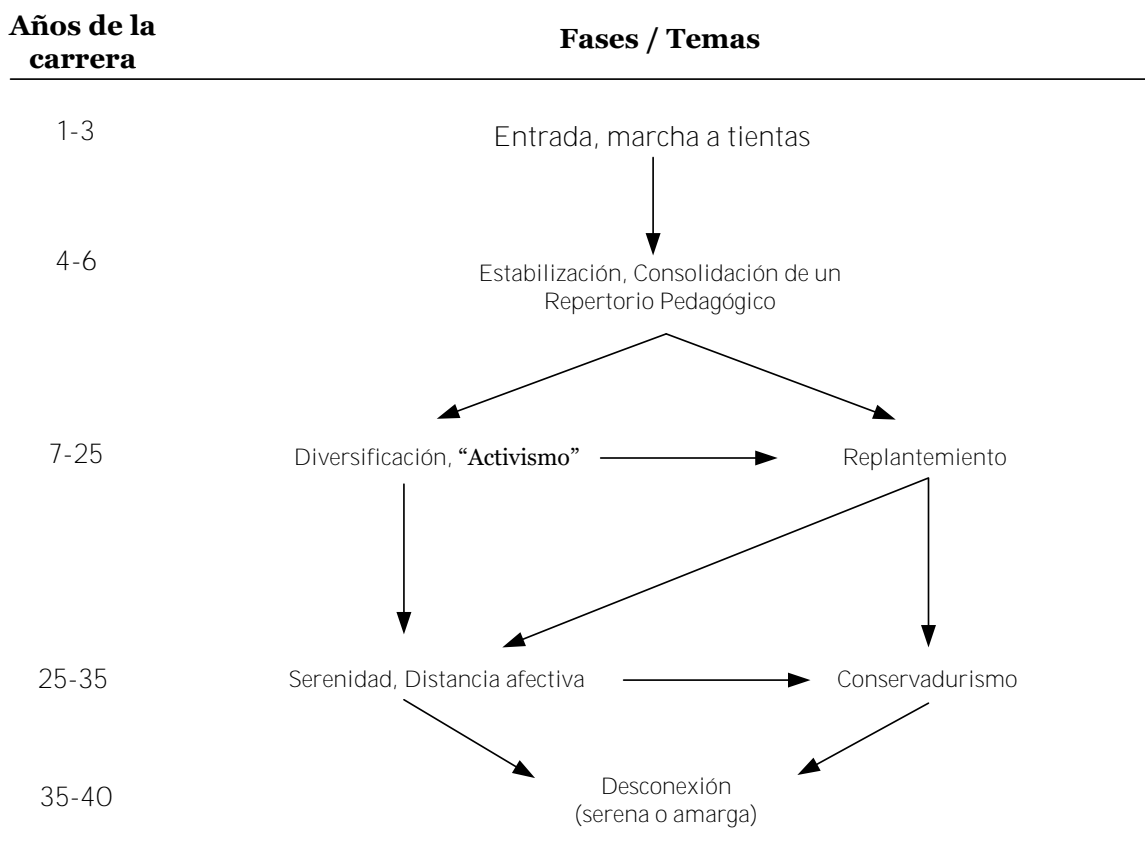 Años de la
carrera
Fases / Temas
1-3
Entrada, marcha a tientas
4-6
Estabilización, Consolidación de un
Repertorio Pedagógico
7-25
Diversificación, “Activismo”
Replantemiento
25-35
Serenidad, Distancia afectiva
Conservadurismo
35-40
Desconexión
(serena o amarga)